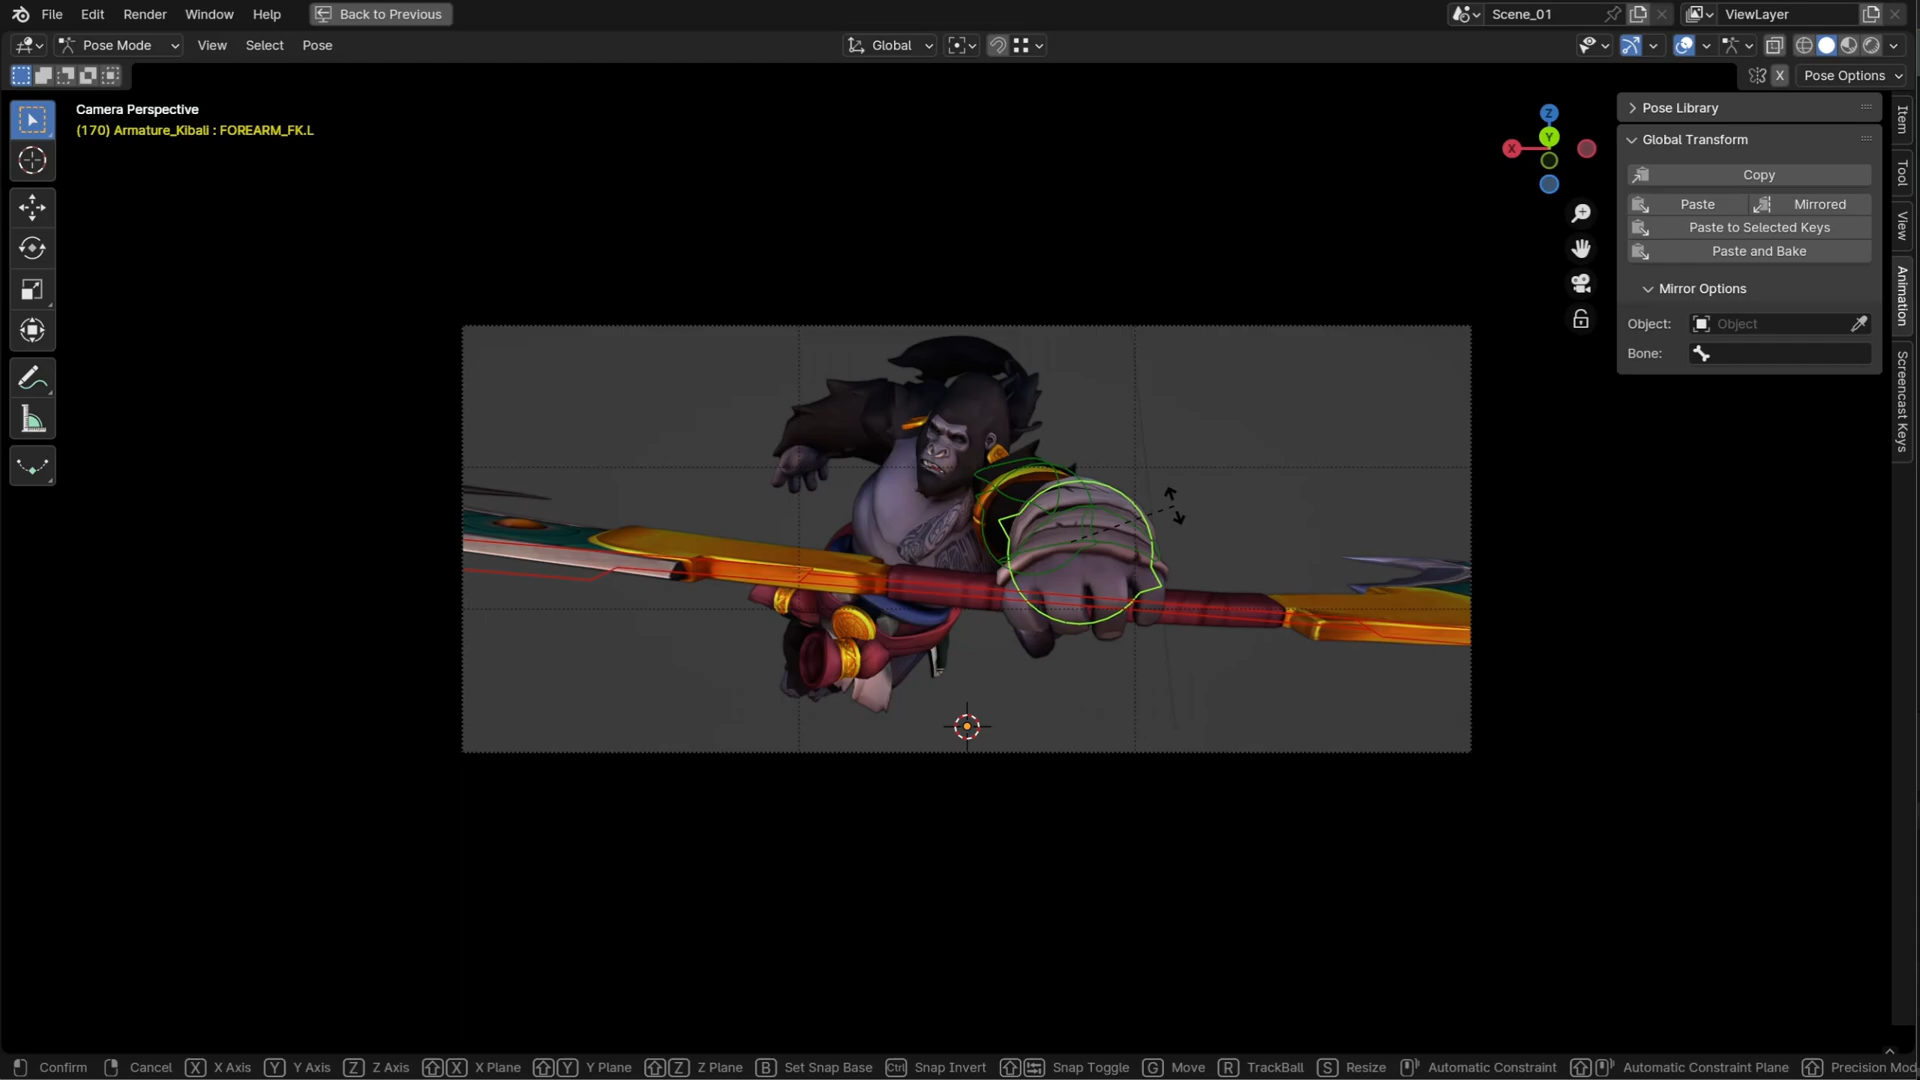 File Edit Render Window Help Back to Previous Scene_01 ViewLayer
Pose Mode View Select Pose Global
X Pose Options
Camera Perspective
(170) Armature_Kibali : FOREARM_FK.L
Z
Y
X
Pose Library
Global Transform
Copy
Paste Mirrored
Paste to Selected Keys
Paste and Bake
Mirror Options
Object: Object
Bone:
Item
Tool
View
Animation
Screencast Keys
Confirm Cancel X X Axis Y Y Axis Z Z Axis X X Plane Y Y Plane Z Z Plane B Set Snap Base Ctrl Snap Invert Snap Toggle G Move R TrackBall S Resize Automatic Constraint Automatic Constraint Plane Precision Mod